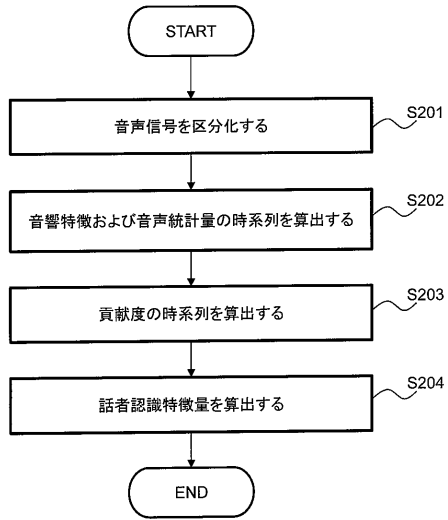 START
音声信号を区分化する
S201
音響特徴および音声統計量の時系列を算出する
S202
貢献度の時系列を算出する
S203
話者認識特徴量を算出する
S204
END